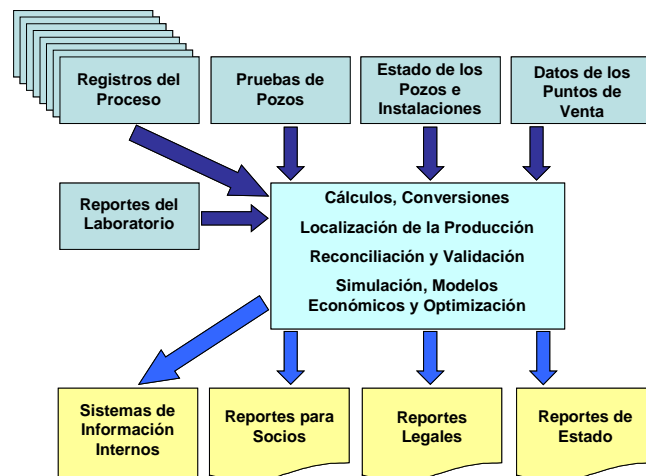 Registros del
Proceso
Pruebas de
Pozos
Estado de los
Pozos e
Instalaciones
Datos de los
Puntos de
Venta
Reportes del
Laboratorio
Cálculos, Conversiones
Localización de la Producción
Reconciliación y Validación
Simulación, Modelos
Económicos y Optimización
Sistemas de
Información
Internos
Reportes para
Socios
Reportes
Legales
Reportes de
Estado